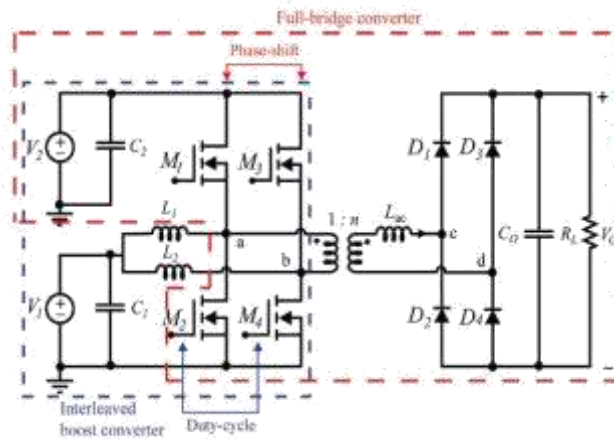 Full-bridge converter
Phase-shift
V2
C2
M1
M3
D1
D3
+
L1
a
1 : n
Lac
c
L2
b
d
CO
RL
V1
C1
M2
M4
D2
D4
-
Interleaved
boost converter
Duty-cycle